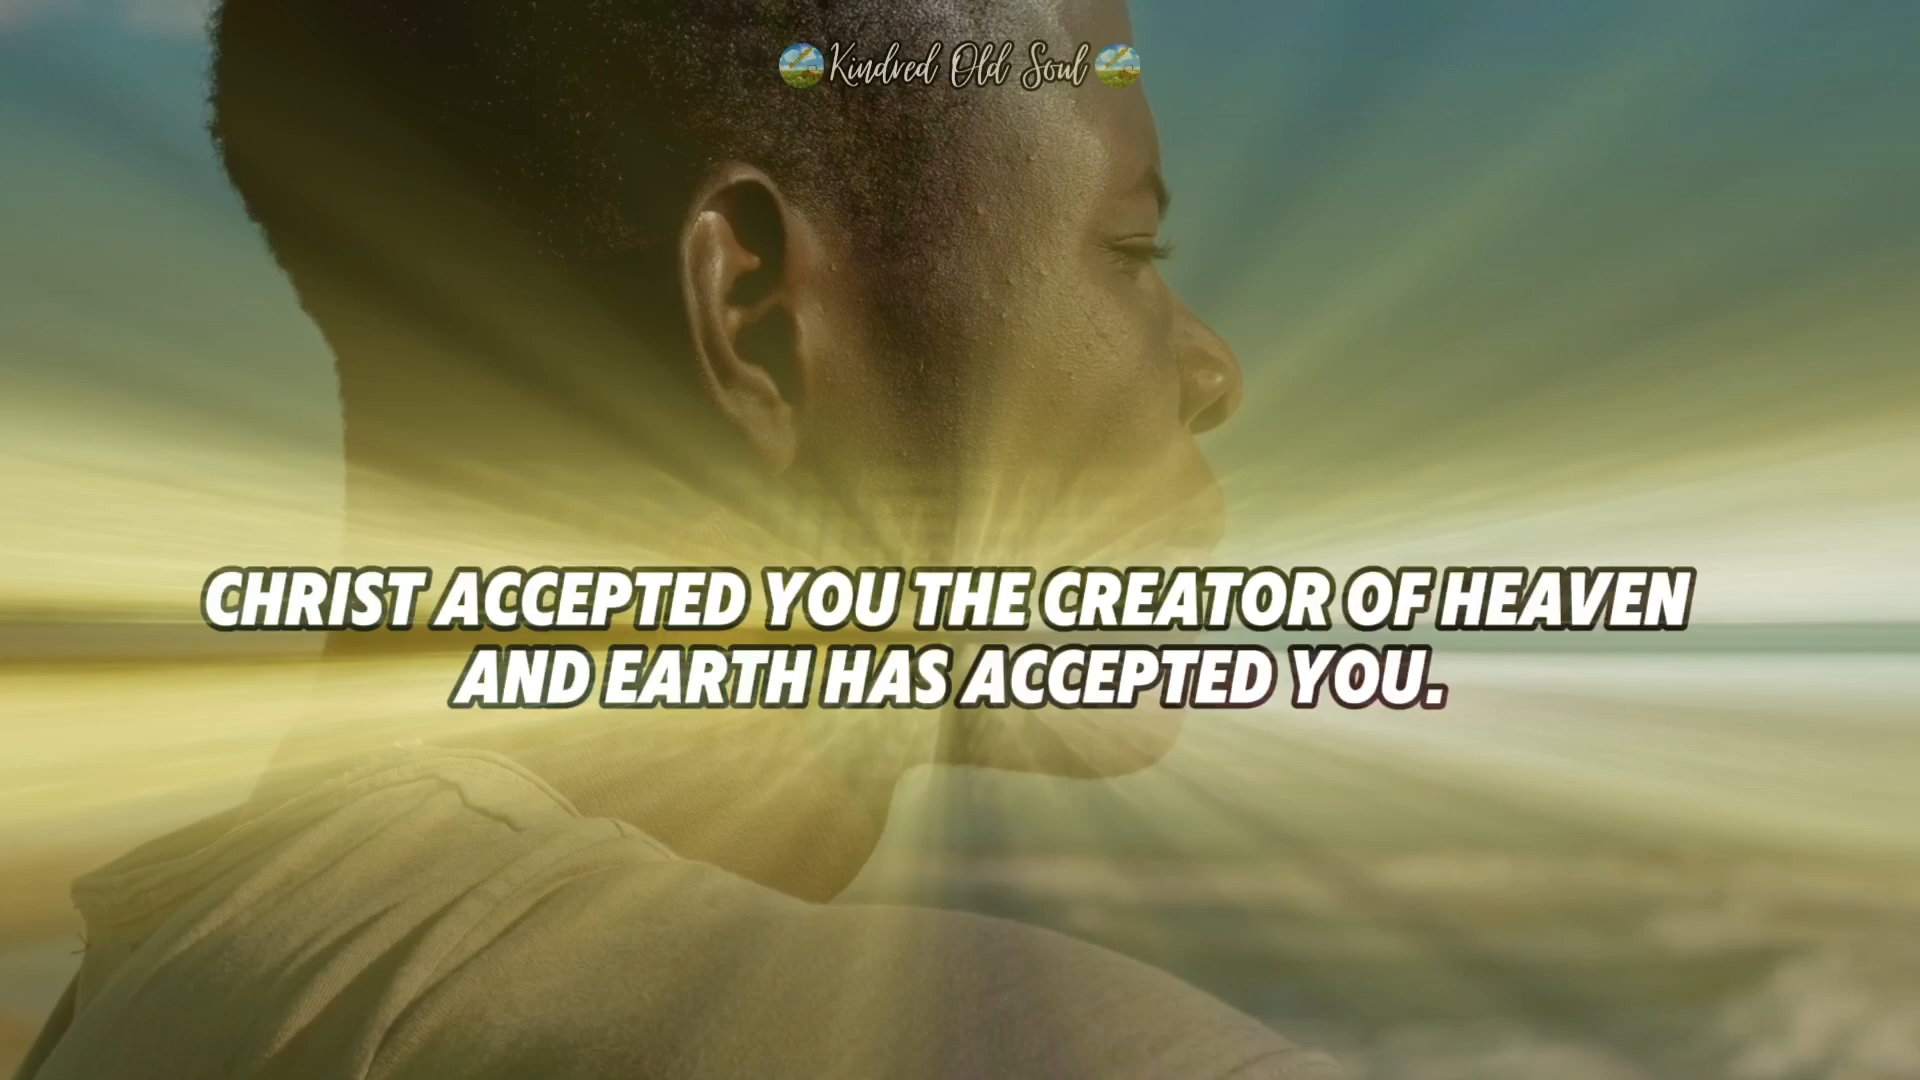 Kindred Old Soul
CHRIST ACCEPTED YOU THE CREATOR OF HEAVEN
AND EARTH HAS ACCEPTED YOU.